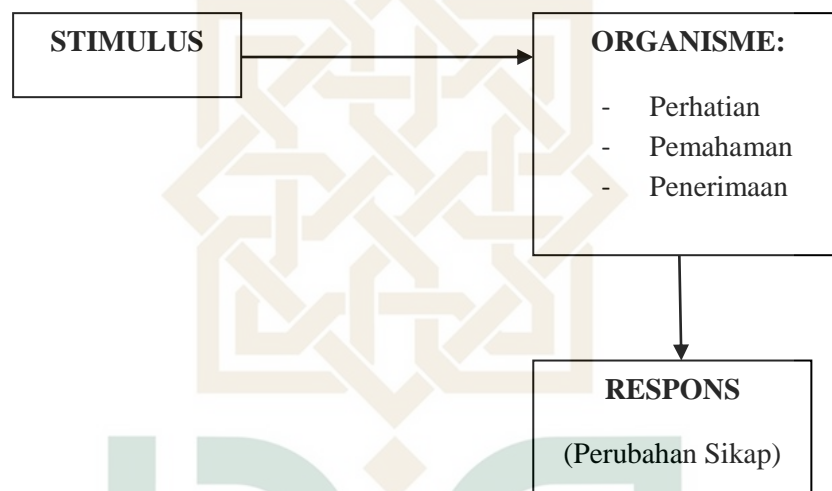 STIMULUS
ORGANISME:
- Perhatian
- Pemahaman
- Penerimaan
RESPONS
(Perubahan Sikap)